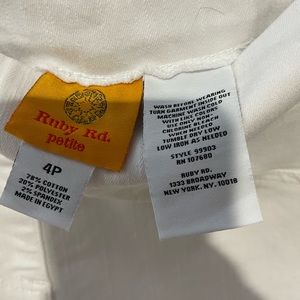 Ruby Rd.
petite
4P
78% COTTON
20% POLYESTER
2% SPANDEX
MADE IN EGYPT
WASH BEFORE WEARING
TURN GARMENT INSIDE OUT
MACHINE WASH COLD
WITH LIKE COLORS
USE ONLY NON-
CHLORINE BLEACH
WHEN NEEDED
TUMBLE DRY LOW
LOW IRON AS NEEDED
STYLE 99903
RN 107680
RUBY RD.
1333 BROADWAY
NEW YORK, NY. 10018